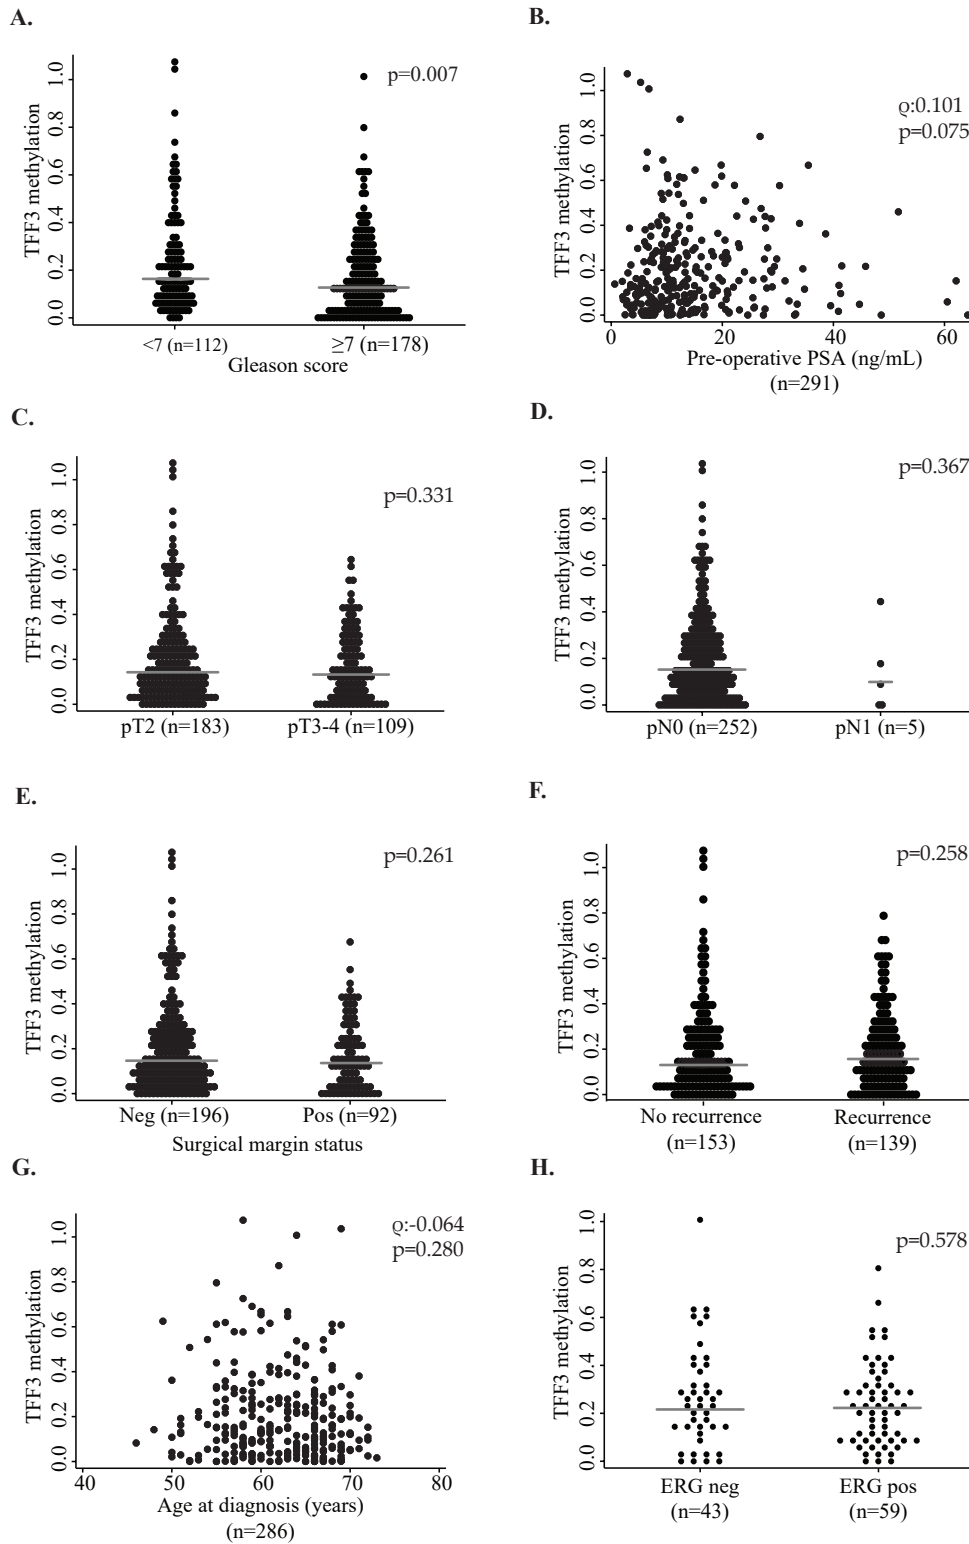 A.
TFF3 methylation
0.0 0.2 0.4 0.6 0.8 1.0
p=0.007
<7 (n=112) ≥7 (n=178)
Gleason score
B.
TFF3 methylation
0.0 0.2 0.4 0.6 0.8 1.0
ϱ:0.101
p=0.075
0 20 40 60
Pre-operative PSA (ng/mL)
(n=291)
C.
TFF3 methylation
0.0 0.2 0.4 0.6 0.8 1.0
p=0.331
pT2 (n=183) pT3-4 (n=109)
D.
TFF3 methylation
0.0 0.2 0.4 0.6 0.8 1.0
p=0.367
pN0 (n=252) pN1 (n=5)
E.
TFF3 methylation
0.0 0.2 0.4 0.6 0.8 1.0
p=0.261
Neg (n=196) Pos (n=92)
Surgical margin status
F.
TFF3 methylation
0.0 0.2 0.4 0.6 0.8 1.0
p=0.258
No recurrence Recurrence
(n=153) (n=139)
G.
TFF3 methylation
0.0 0.2 0.4 0.6 0.8 1.0
ϱ:-0.064
p=0.280
40 50 60 70 80
Age at diagnosis (years)
(n=286)
H.
TFF3 methylation
0.0 0.2 0.4 0.6 0.8 1.0
p=0.578
ERG neg ERG pos
(n=43) (n=59)